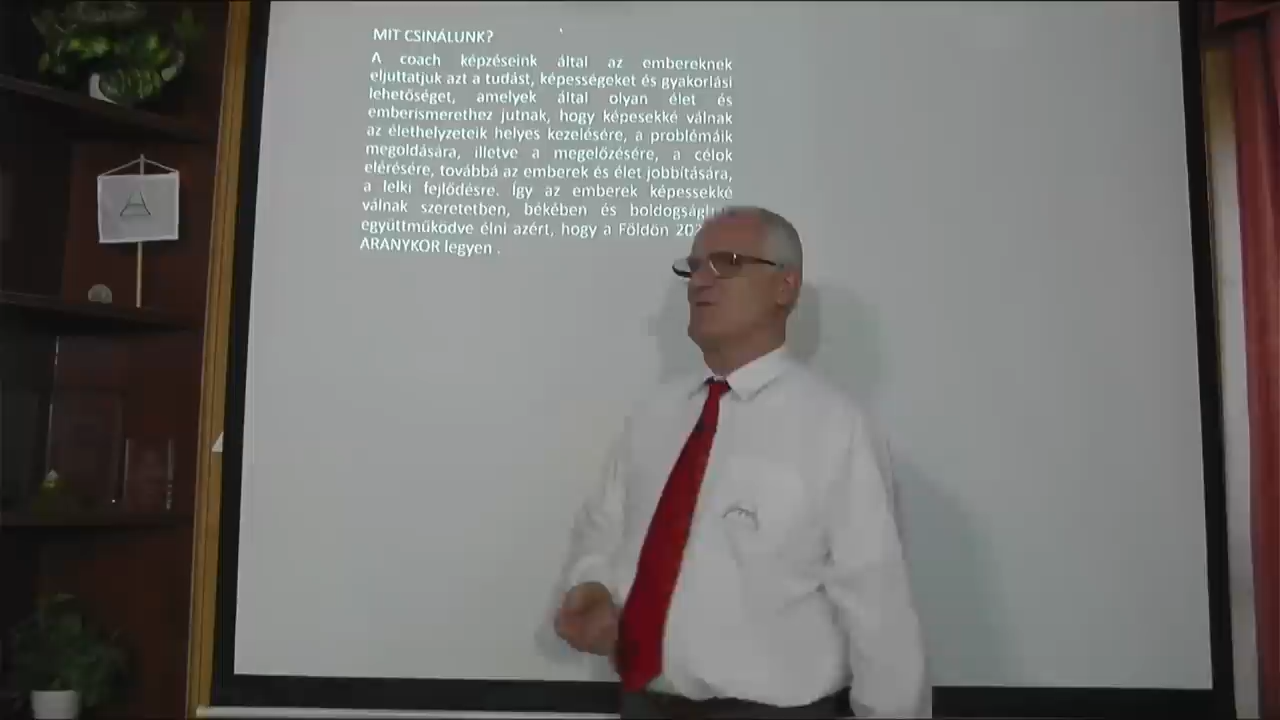 MIT CSINÁLUNK?
A coach képzéseink által az embereknek
eljuttatjuk azt a tudást, képességeket és gyakorlási
lehetőséget, amelyek által olyan élet és
emberismerethez jutnak, hogy képesekké válnak
az élethelyzeteik helyes kezelésére, a problémáik
megoldására, illetve a megelőzésére, a célok
elérésére, továbbá az emberek és élet jobbítására,
a lelki fejlődésre. Így az emberek képessekké
válnak szeretetben, békében és
együttműködve élni azért, hogy a Földön
ARANYKOR legyen .